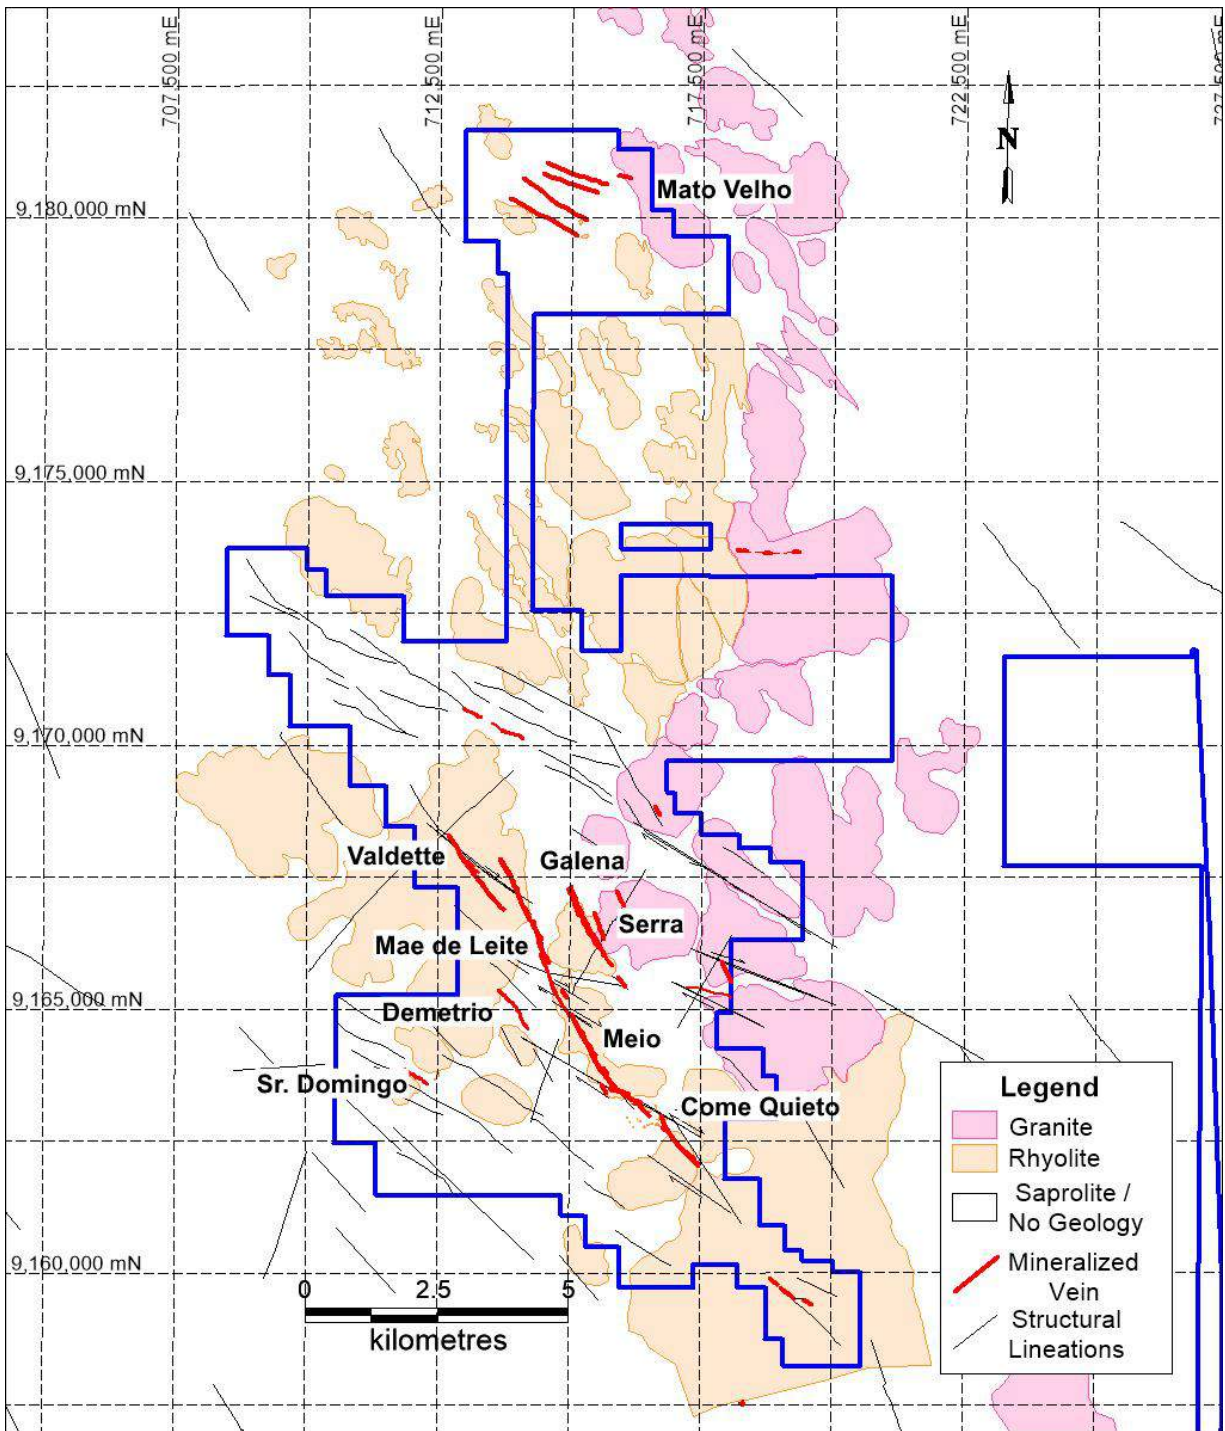 707,500 mE
712,500 mE
717,500 mE
722,500 mE
N
Mato Velho
9,180,000 mN
9,175,000 mN
9,170,000 mN
Valdette
Galena
Serra
Mae de Leite
9,165,000 mN
Demetrio
Meio
Sr. Domingo
Come Quieto
9,160,000 mN
0 2.5 5
kilometres
Legend
Granite
Rhyolite
Saprolite /
No Geology
Mineralized
Vein
Structural
Lineations